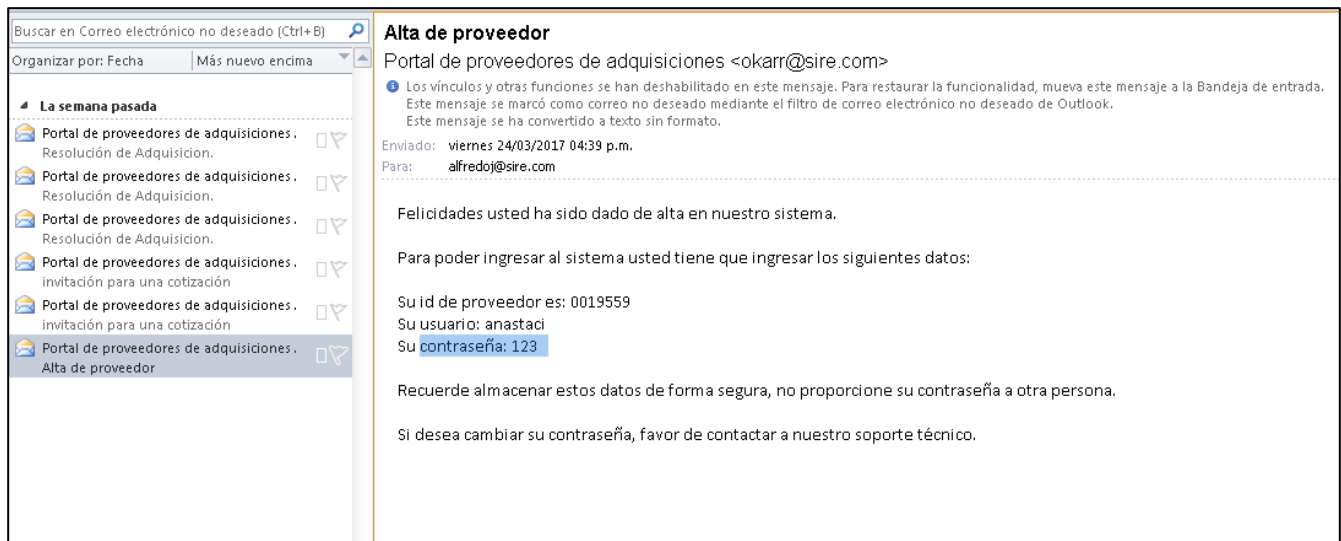 Buscar en Correo electrónico no deseado (Ctrl+B)
Organizar por: Fecha Más nuevo encima
La semana pasada
Portal de proveedores de adquisiciones.
Resolución de Adquisicion.
Portal de proveedores de adquisiciones.
Resolución de Adquisicion.
Portal de proveedores de adquisiciones.
Resolución de Adquisicion.
Portal de proveedores de adquisiciones.
invitación para una cotización
Portal de proveedores de adquisiciones.
invitación para una cotización
Portal de proveedores de adquisiciones.
Alta de proveedor
Alta de proveedor
Portal de proveedores de adquisiciones <okarr@sire.com>
Los vínculos y otras funciones se han deshabilitado en este mensaje. Para restaurar la funcionalidad, mueva este mensaje a la Bandeja de entrada.
Este mensaje se marcó como correo no deseado mediante el filtro de correo electrónico no deseado de Outlook.
Este mensaje se ha convertido a texto sin formato.
Enviado: viernes 24/03/2017 04:39 p.m.
Para: alfredoj@sire.com
Felicidades usted ha sido dado de alta en nuestro sistema.
Para poder ingresar al sistema usted tiene que ingresar los siguientes datos:
Su id de proveedor es: 0019559
Su usuario: anastaci
Su contraseña: 123
Recuerde almacenar estos datos de forma segura, no proporcione su contraseña a otra persona.
Si desea cambiar su contraseña, favor de contactar a nuestro soporte técnico.